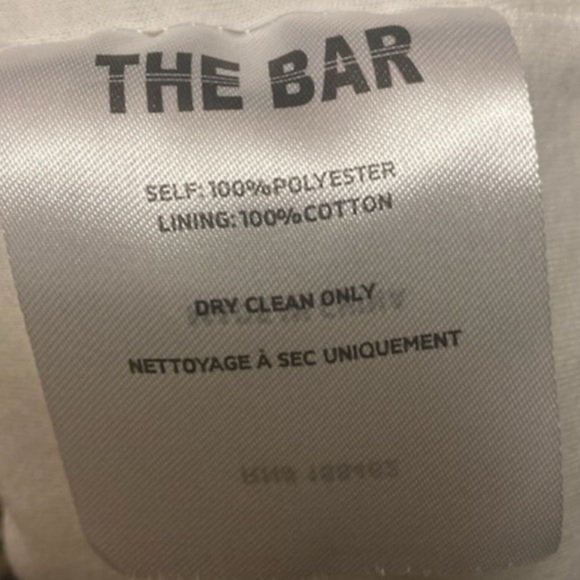 THE BAR
SELF: 100%POLYESTER
LINING:100%COTTON
DRY CLEAN ONLY
NETTOYAGE À SEC UNIQUEMENT